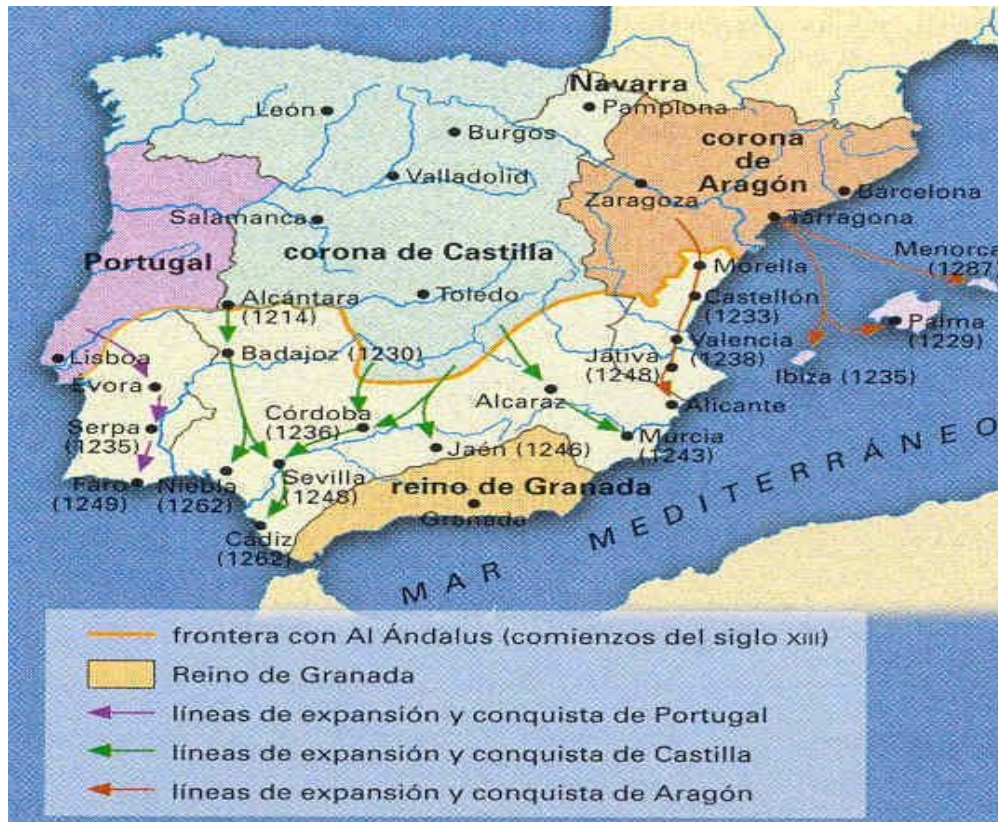 Navarra
León
Pamplona
Burgos
corona
de
Aragón
Valladolid
Zaragoza
Barcelona
Salamanca
Tarragona
Portugal
corona de Castilla
Menorca
(1287)
Morella
Alcántara
(1214)
Toledo
Castellón
(1233)
Palma
(1229)
Lisboa
Badajoz (1230)
Valencia
(1238)
Játiva
(1248)
Ibiza (1235)
Évora
Alcaraz
Alicante
Serpa
(1235)
Córdoba
(1236)
Jaén (1246)
Murcia
(1243)
Faro
(1249)
Niebla
(1262)
Sevilla
(1248)
reino de Granada
Granada
Cádiz
(1262)
MAR MEDITERRÁNEO
frontera con Al Ándalus (comienzos del siglo XIII)
Reino de Granada
líneas de expansión y conquista de Portugal
líneas de expansión y conquista de Castilla
líneas de expansión y conquista de Aragón